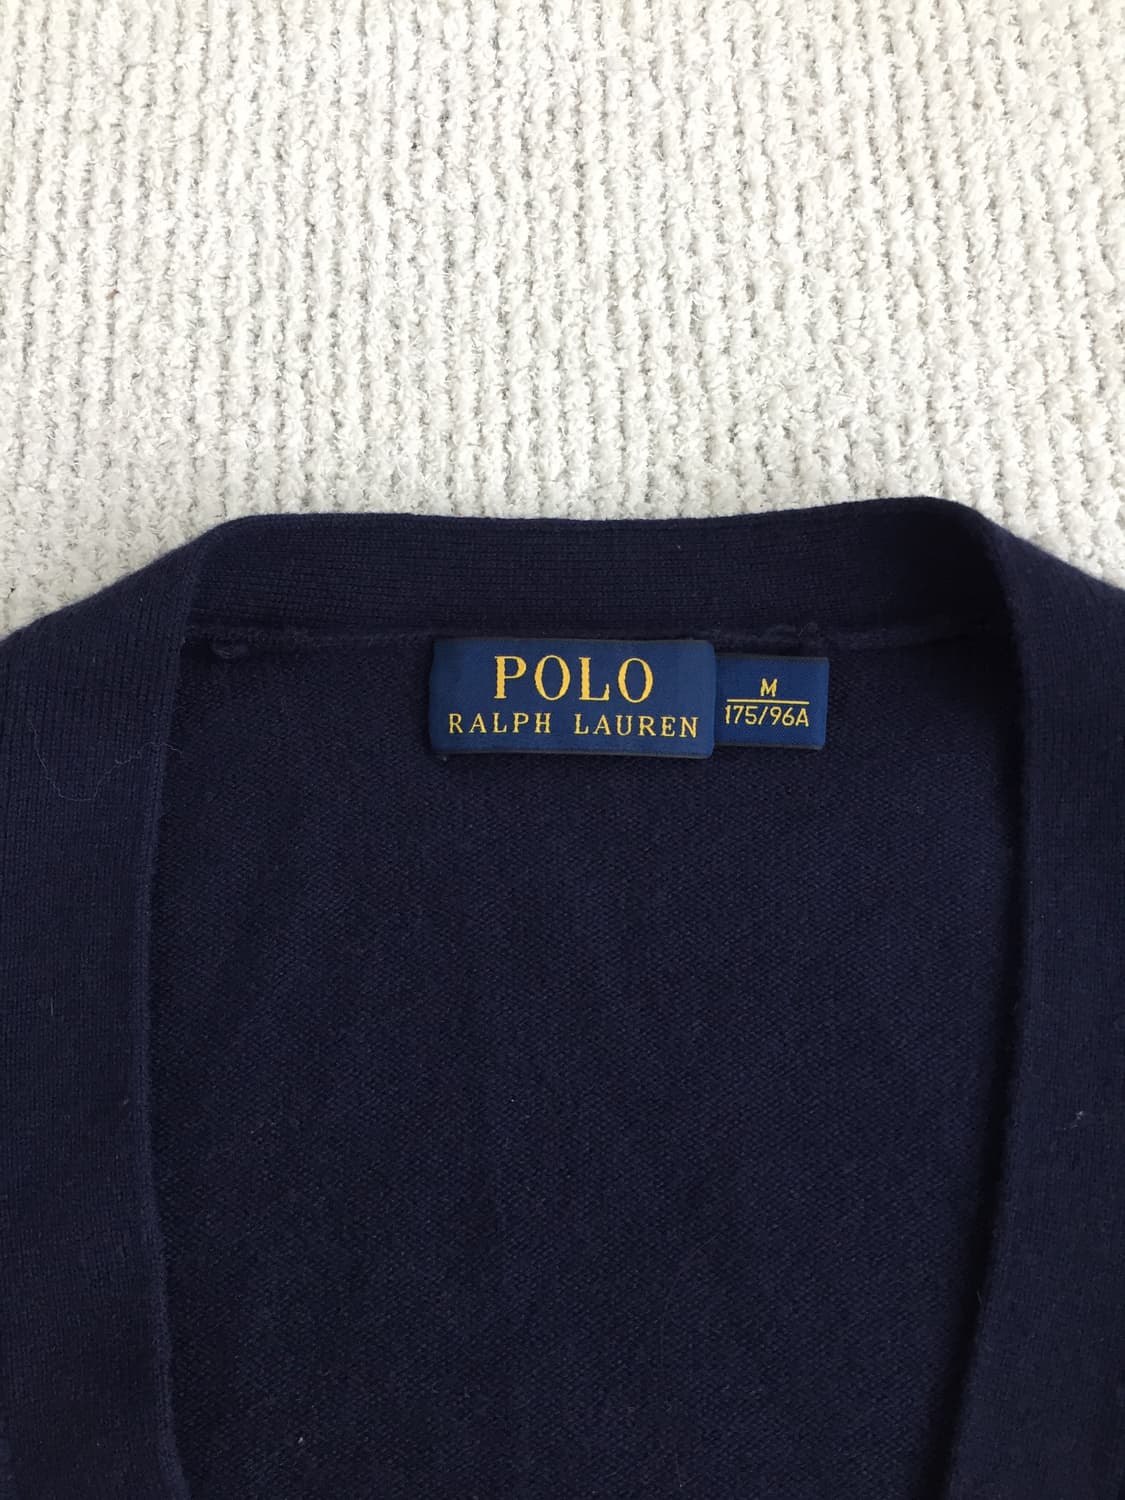 POLO
RALPH LAUREN
M
175/96A